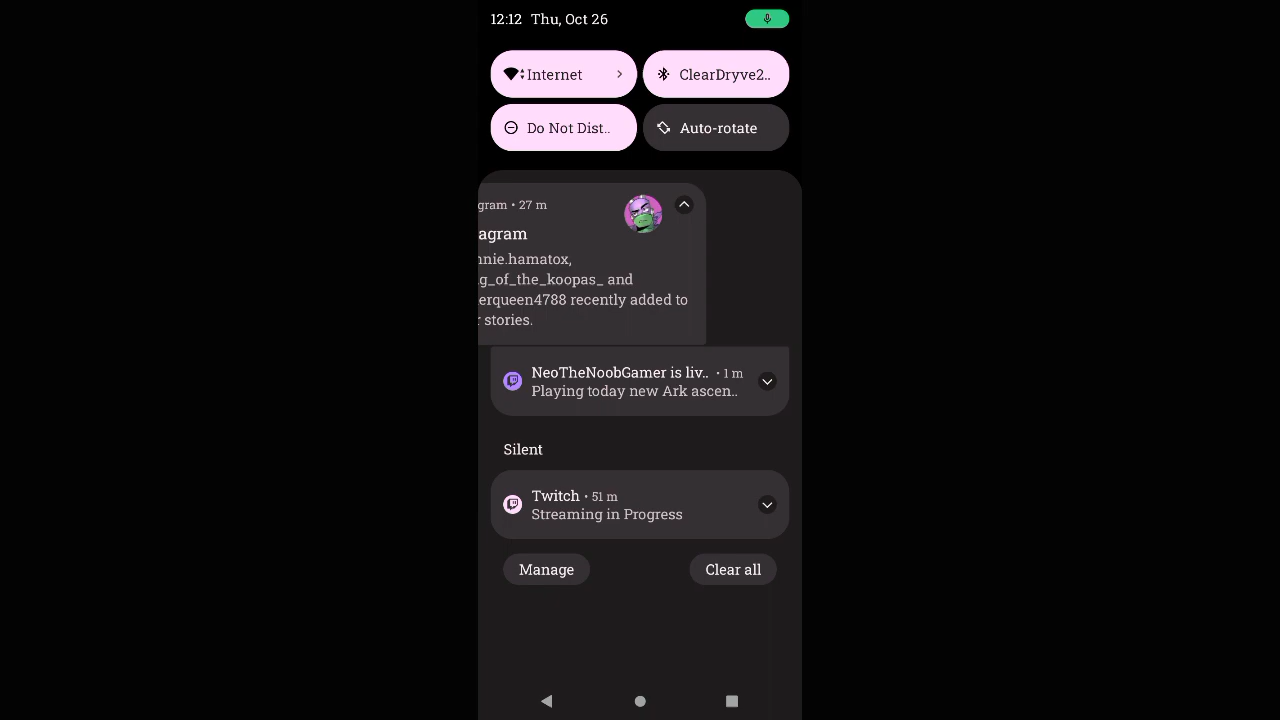 12:12 Thu, Oct 26
Internet
ClearDryve2..
Do Not Dist..
Auto-rotate
gram • 27 m
agram
nnie.hamatox,
g_of_the_koopas_ and
erqueen4788 recently added to
r stories.
NeoTheNoobGamer is liv.. • 1 m
Playing today new Ark ascen..
Silent
Twitch • 51 m
Streaming in Progress
Manage
Clear all